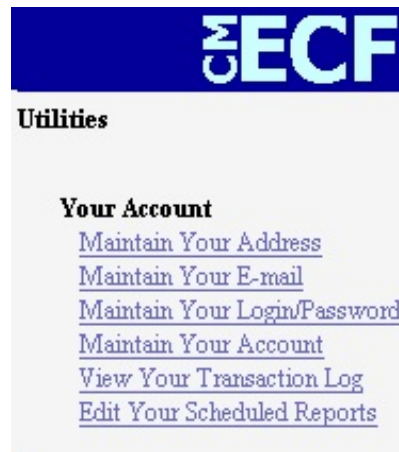 CM ECF
Utilities
Your Account
Maintain Your Address
Maintain Your E-mail
Maintain Your Login/Password
Maintain Your Account
View Your Transaction Log
Edit Your Scheduled Reports